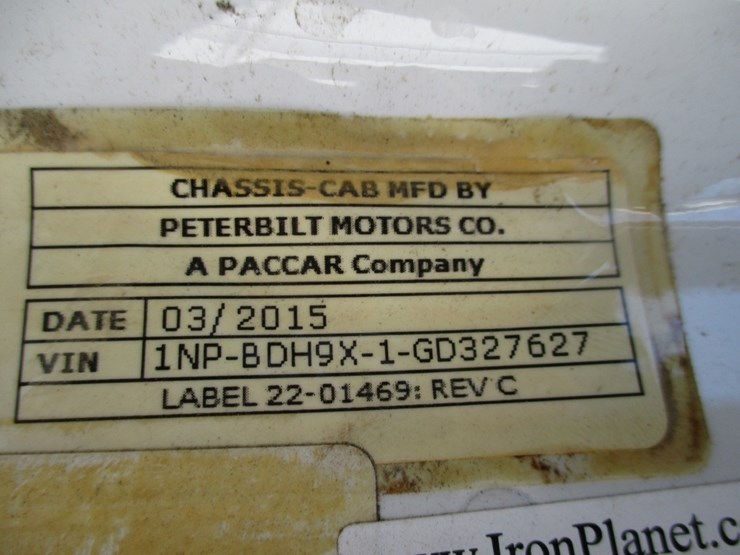 CHASSIS-CAB MFD BY
PETERBILT MOTORS CO.
A PACCAR Company
DATE 03/2015
VIN 1NP-BDH9X-1-GD327627
LABEL 22-01469: REV C
IronPlanet.c